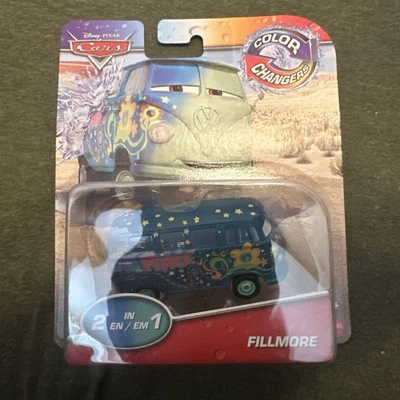 DISNEY · PIXAR
Cars
COLOR
CHANGERS
2 IN
EN / EM 1
FILLMORE